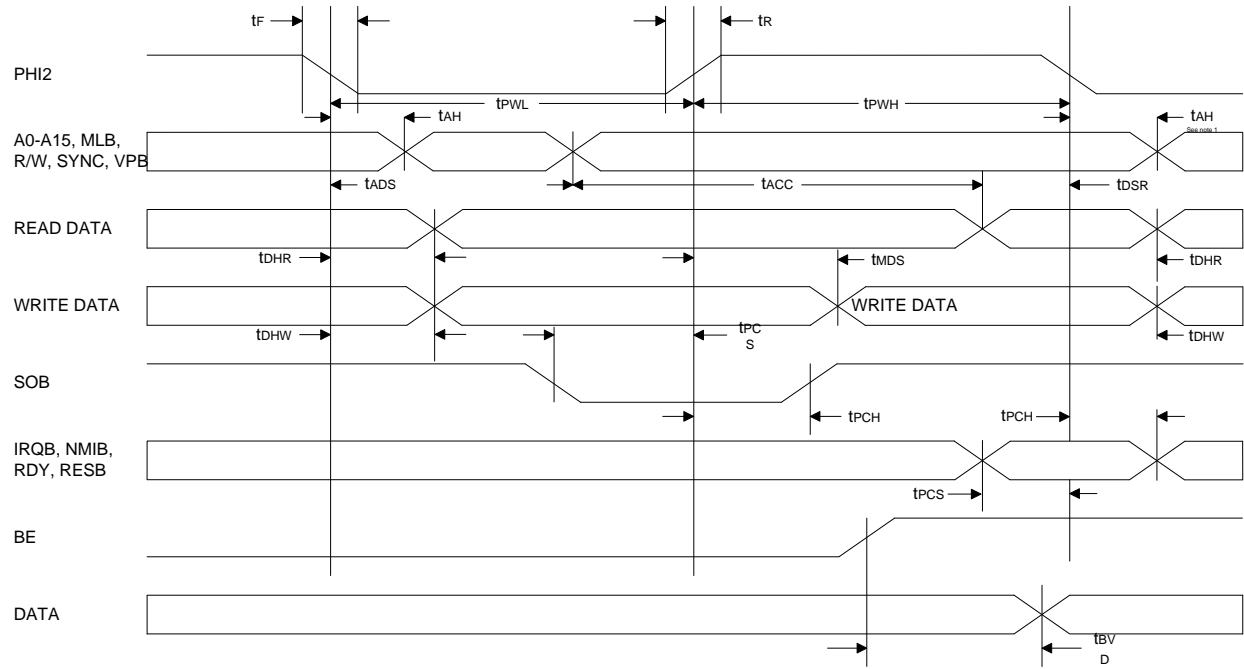 tF
tR
PHI2
tPWL
tPWH
tAH
tAH
See note 1
A0-A15, MLB,
R/W, SYNC, VPB
tADS
tACC
tDSR
READ DATA
tDHR
tMDS
tDHR
WRITE DATA
WRITE DATA
tDHW
tPC
S
tDHW
SOB
tPCH
tPCH
IRQB, NMIB,
RDY, RESB
tPCS
BE
DATA
tBV
D